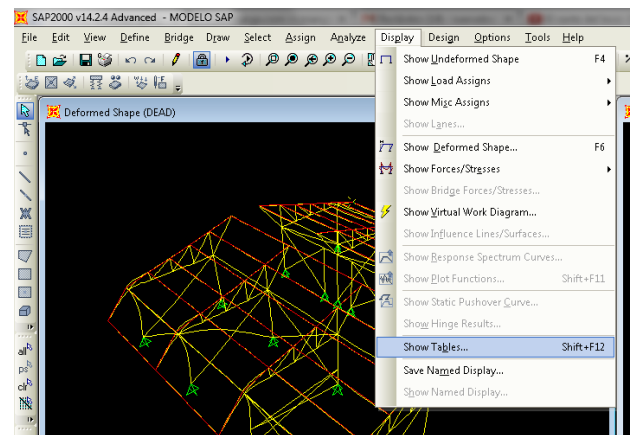 SAP2000 v14.2.4 Advanced - MODELO SAP
File Edit View Define Bridge Draw Select Assign Analyze Display Design Options Tools Help
Show Undeformed Shape F4
Show Load Assigns
Show Misc Assigns
Show Lanes...
Show Deformed Shape... F6
Show Forces/Stresses
Show Bridge Forces/Stresses...
Show Virtual Work Diagram...
Show Influence Lines/Surfaces...
Show Response Spectrum Curves...
Show Plot Functions... Shift+F11
Show Static Pushover Curve...
Show Hinge Results...
Show Tables... Shift+F12
Save Named Display...
Show Named Display...
Deformed Shape (DEAD)
all
ps
clr